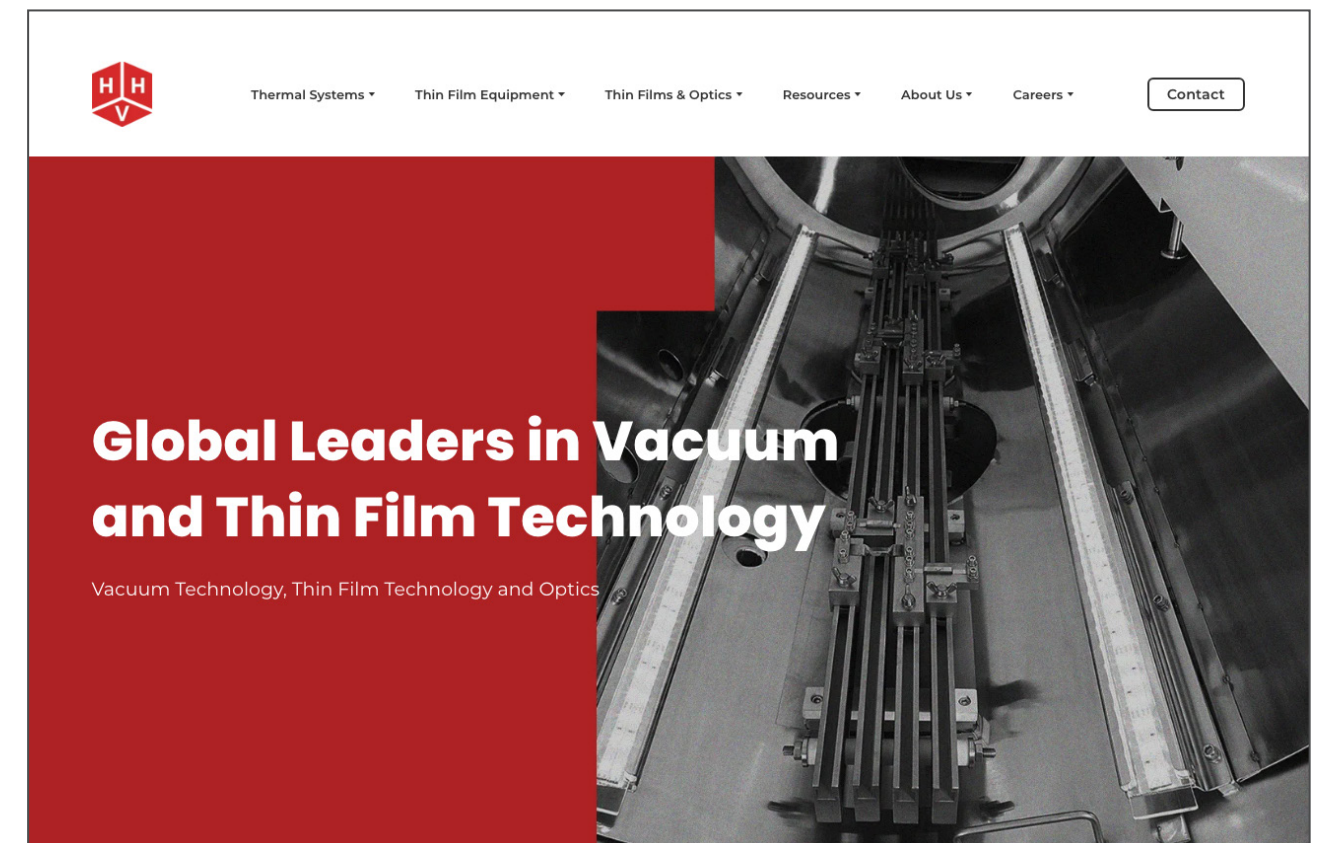 H H
V
Thermal Systems
Thin Film Equipment
Thin Films & Optics
Resources
About Us
Careers
Contact
Global Leaders in Vacuum
and Thin Film Technology
Vacuum Technology, Thin Film Technology and Optics